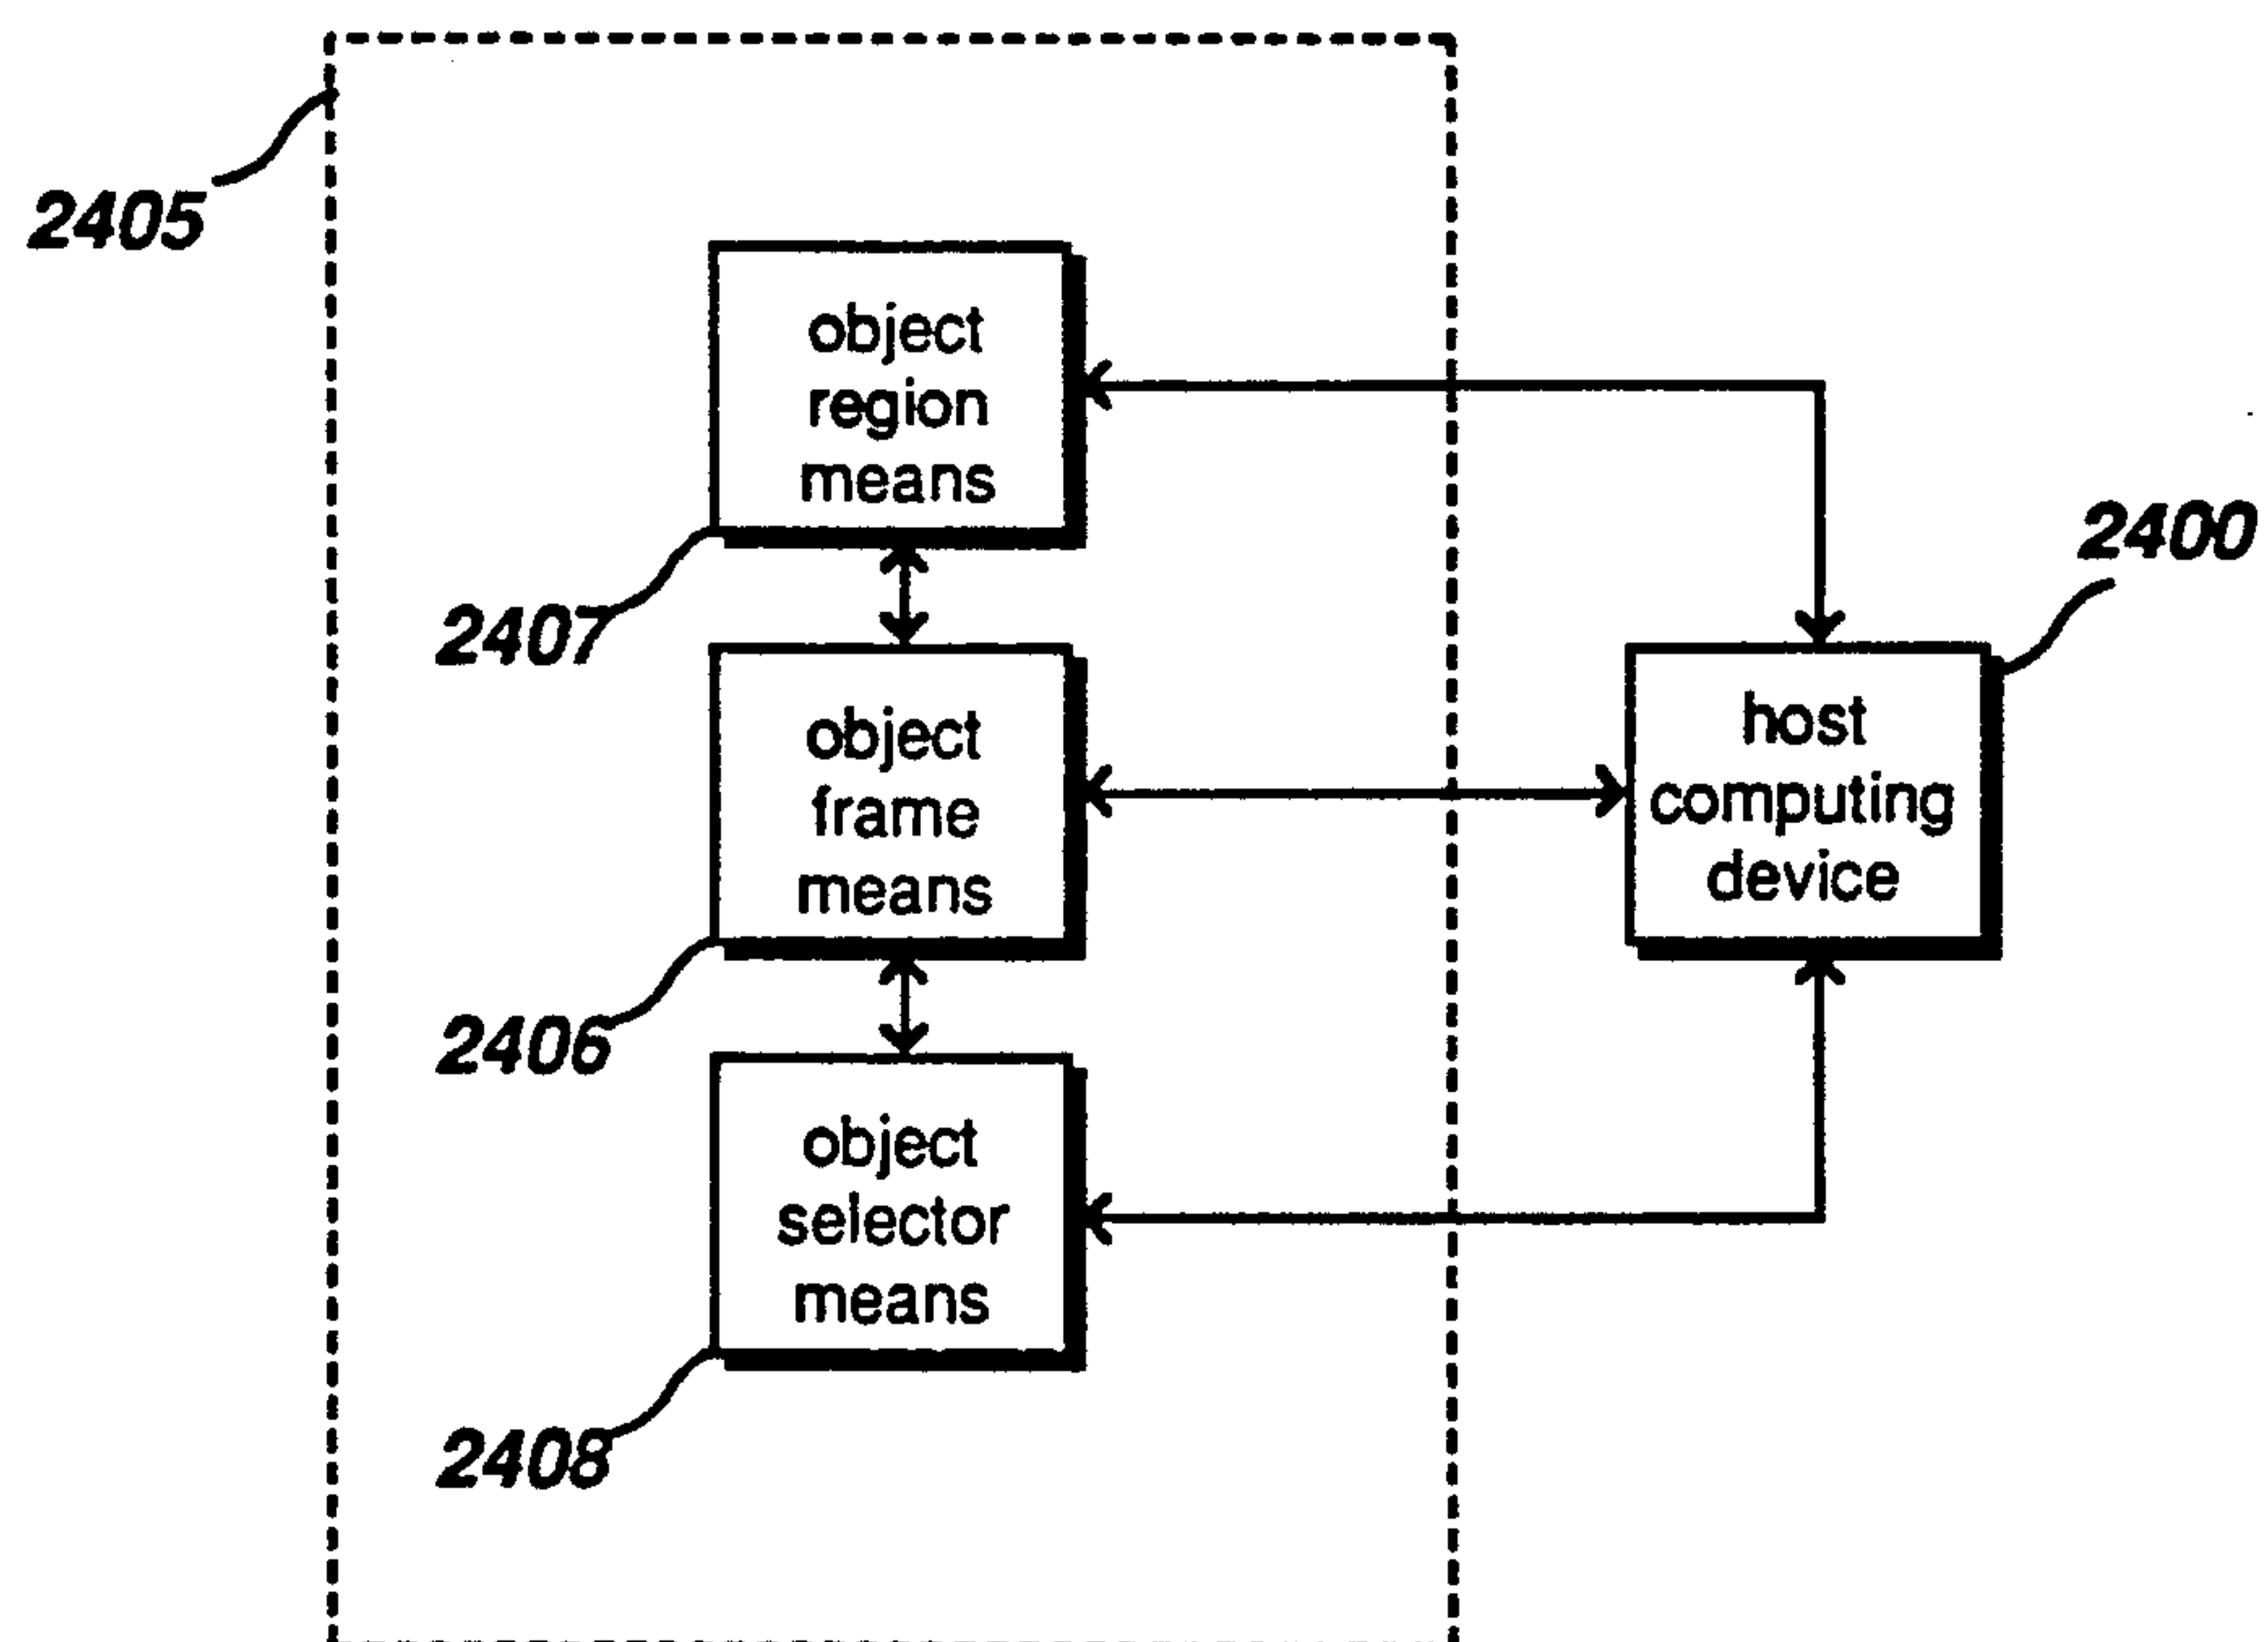 2405
object
region
means
2407
2400
object
frame
means
2406
host
computing
device
object
selector
means
2408